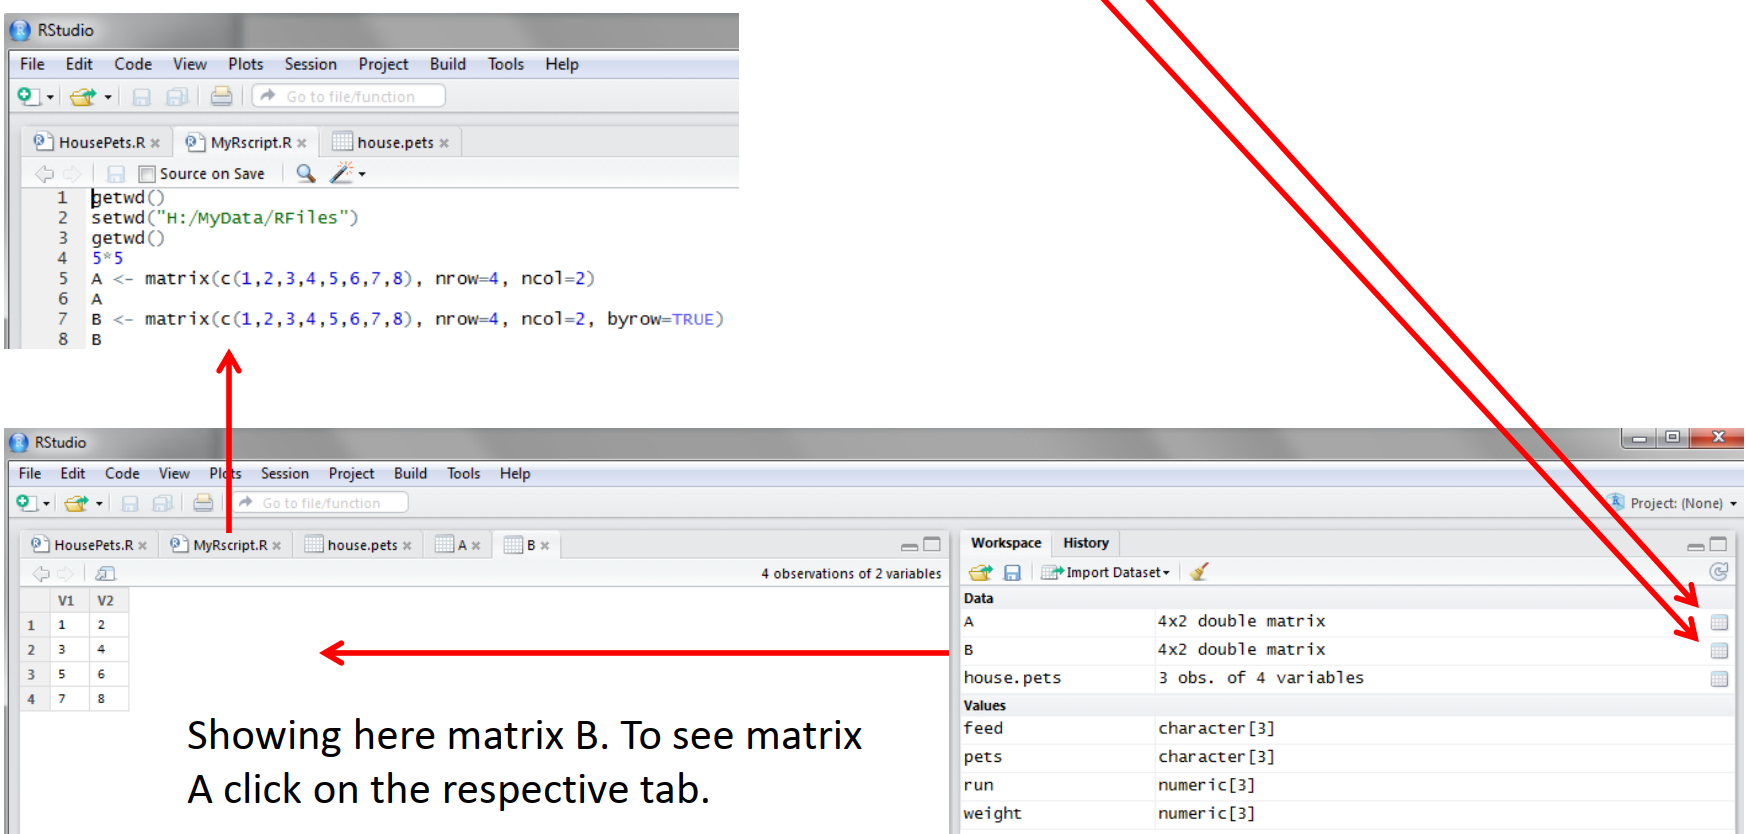 RStudio
File Edit Code View Plots Session Project Build Tools Help
Go to file/function
HousePets.R MyRscript.R house.pets
Source on Save
1 getwd()
2 setwd("H:/MyData/RFiles")
3 getwd()
4 5*5
5 A <- matrix(c(1,2,3,4,5,6,7,8), nrow=4, ncol=2)
6 A
7 B <- matrix(c(1,2,3,4,5,6,7,8), nrow=4, ncol=2, byrow=TRUE)
8 B
RStudio
File Edit Code View Plots Session Project Build Tools Help
Go to file/function
Project: (None)
HousePets.R MyRscript.R house.pets A B
4 observations of 2 variables
V1 V2
1 1 2
2 3 4
3 5 6
4 7 8
Showing here matrix B. To see matrix
A click on the respective tab.
Workspace History
Import Dataset
Data
A 4x2 double matrix
B 4x2 double matrix
house.pets 3 obs. of 4 variables
Values
feed character[3]
pets character[3]
run numeric[3]
weight numeric[3]